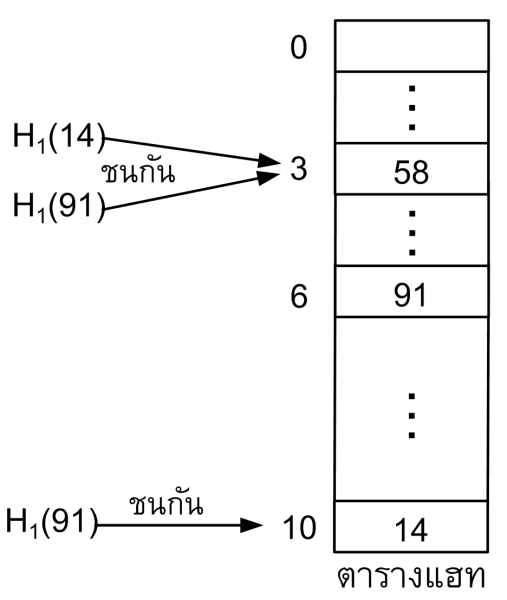 0
⋮
H₁(14)
ชนกัน
3
58
H₁(91)
⋮
6
91
⋮
H₁(91)
ชนกัน
10
14
ตารางแฮท